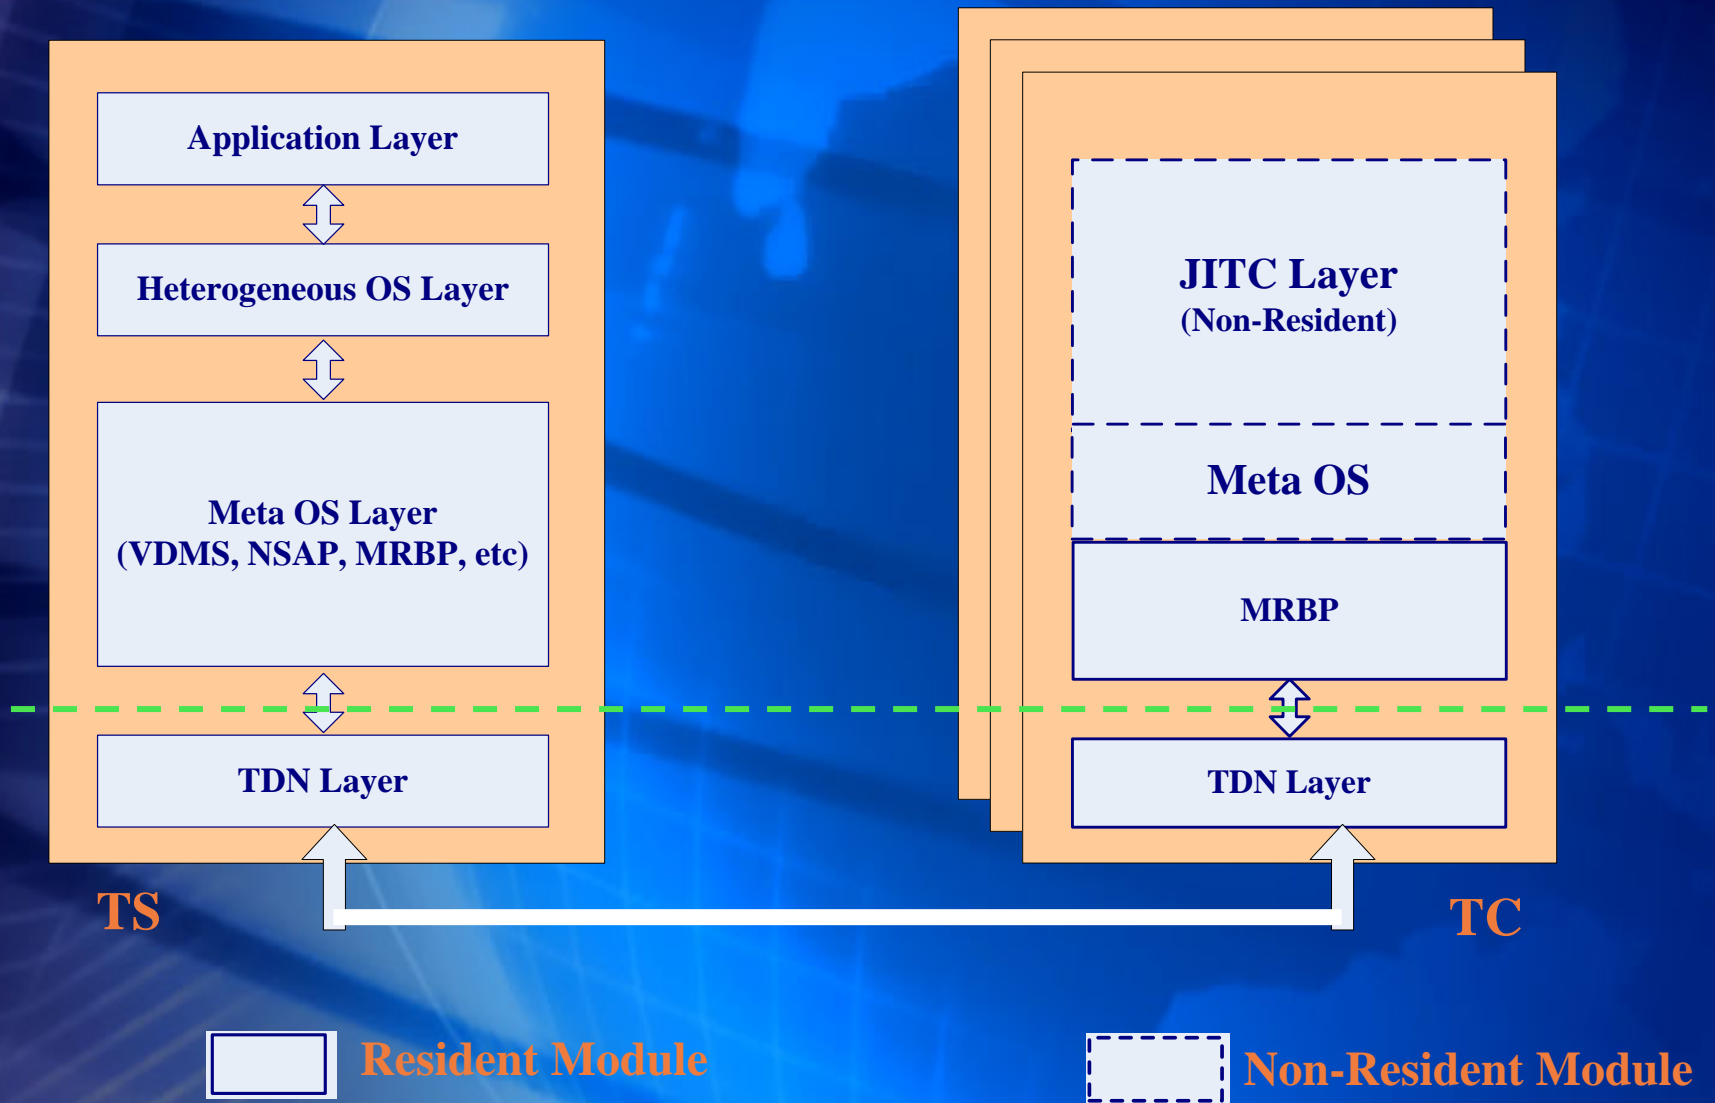 Application Layer
Heterogeneous OS Layer
Meta OS Layer
(VDMS, NSAP, MRBP, etc)
TDN Layer
TS
JITC Layer
(Non-Resident)
Meta OS
MRBP
TDN Layer
TC
Resident Module
Non-Resident Module